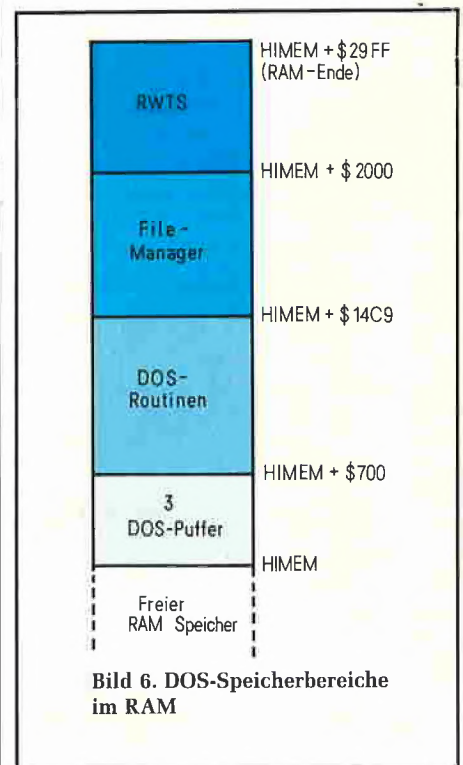 HIMEM + $29FF
(RAM-Ende)
RWTS
HIMEM + $2000
File-
Manager
HIMEM + $14C9
DOS-
Routinen
HIMEM + $700
3
DOS-Puffer
HIMEM
Freier
RAM Speicher
Bild 6. DOS-Speicherbereiche
im RAM